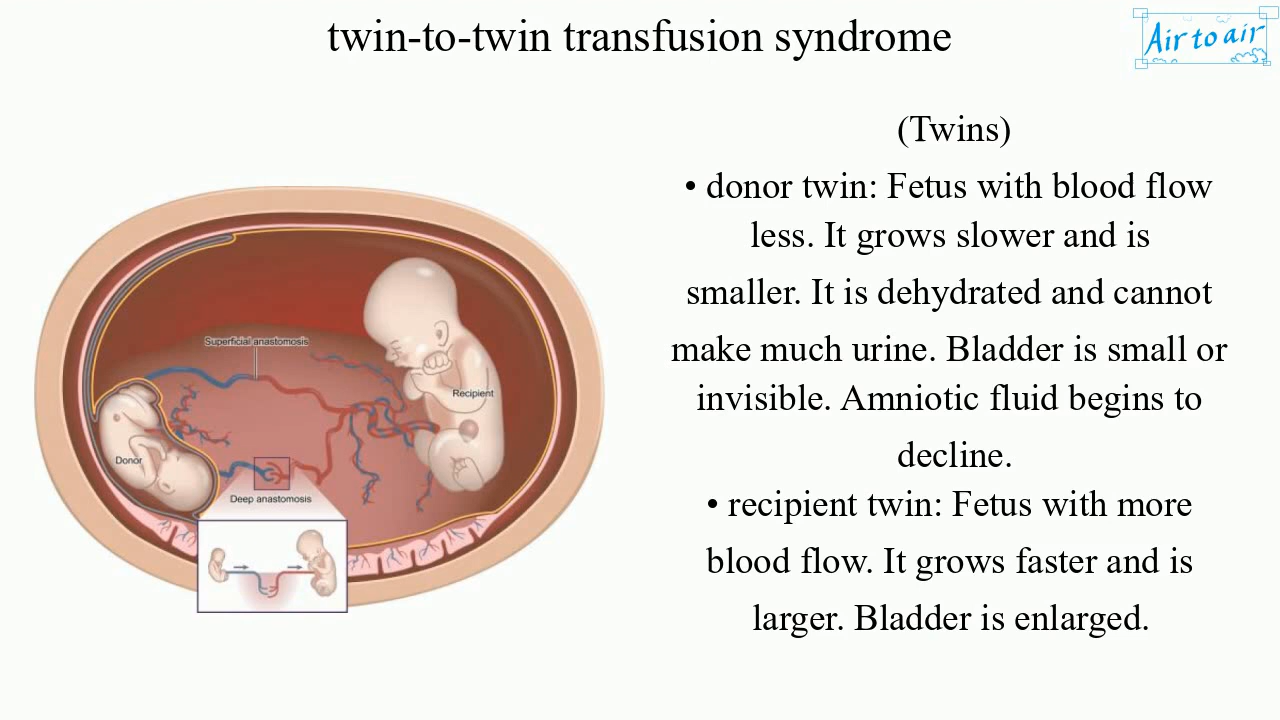 twin-to-twin transfusion syndrome
Air to air
(Twins)
• donor twin: Fetus with blood flow
less. It grows slower and is
smaller. It is dehydrated and cannot
make much urine. Bladder is small or
invisible. Amniotic fluid begins to
decline.
• recipient twin: Fetus with more
blood flow. It grows faster and is
larger. Bladder is enlarged.
Superficial anastomosis
Recipient
Donor
Deep anastomosis